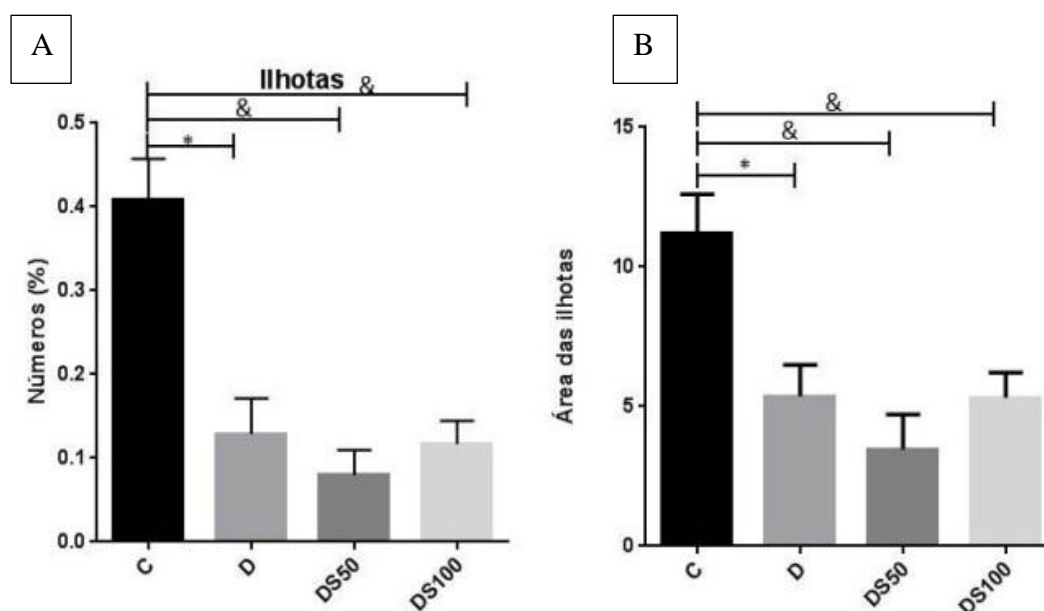 A
Ilhotas &
&
*
Números (%)
0.5
0.4
0.3
0.2
0.1
0.0
C
D
DS50
DS100
B
&
&
*
Área das ilhotas
15
10
5
0
C
D
DS50
DS100